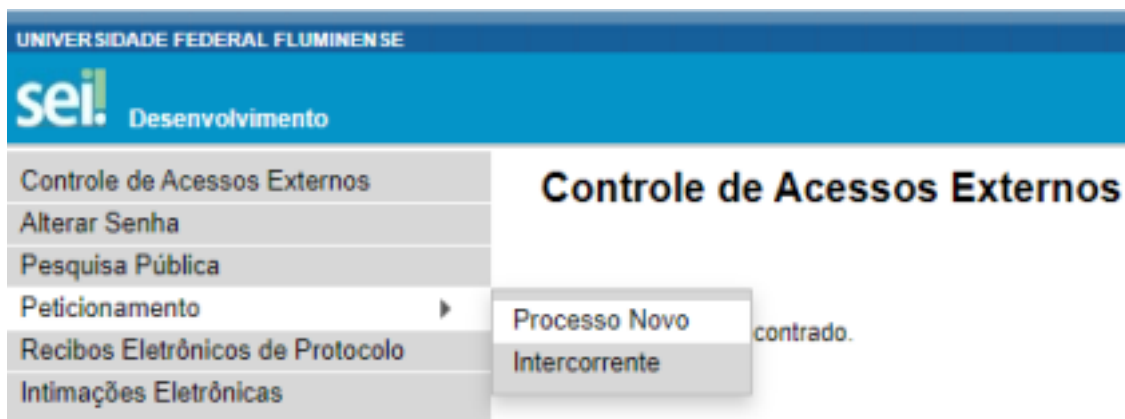 UNIVERSIDADE FEDERAL FLUMINENSE
sei! Desenvolvimento
Controle de Acessos Externos
Alterar Senha
Pesquisa Pública
Peticionamento
Recibos Eletrônicos de Protocolo
Intimações Eletrônicas
Processo Novo
Intercorrente
Controle de Acessos Externos
contrado.